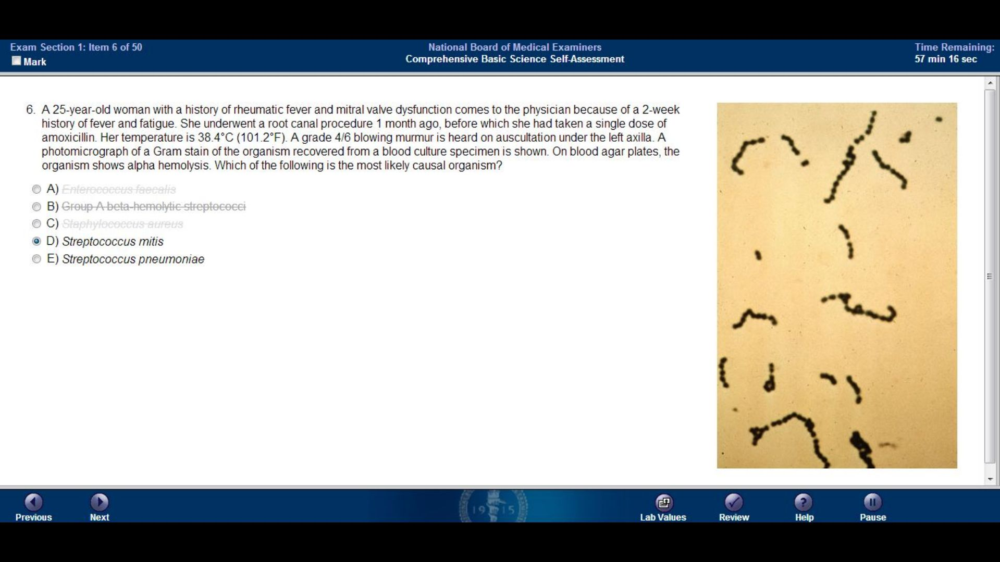 Exam Section 1: Item 6 of 50
Mark
National Board of Medical Examiners
Comprehensive Basic Science Self-Assessment
Time Remaining:
57 min 16 sec
6. A 25-year-old woman with a history of rheumatic fever and mitral valve dysfunction comes to the physician because of a 2-week
history of fever and fatigue. She underwent a root canal procedure 1 month ago, before which she had taken a single dose of
amoxicillin. Her temperature is 38.4°C (101.2°F). A grade 4/6 blowing murmur is heard on auscultation under the left axilla. A
photomicrograph of a Gram stain of the organism recovered from a blood culture specimen is shown. On blood agar plates, the
organism shows alpha hemolysis. Which of the following is the most likely causal organism?
A) Enterococcus faecalis
B) Group A beta-hemolytic streptococci
C) Staphylococcus aureus
D) Streptococcus mitis
E) Streptococcus pneumoniae
Previous
Next
19 15
Lab Values
Review
Help
Pause